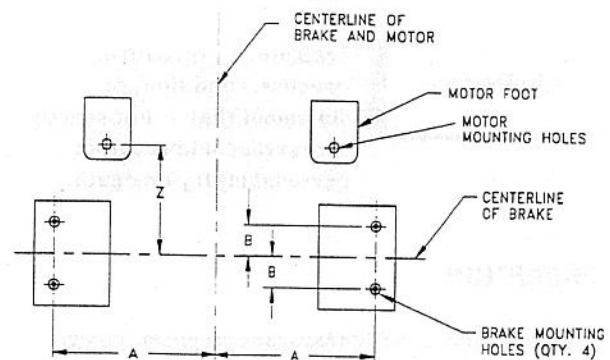 CENTERLINE OF
BRAKE AND MOTOR
MOTOR FOOT
MOTOR
MOUNTING HOLES
Z
CENTERLINE
OF BRAKE
B
B
BRAKE MOUNTING
HOLES (QTY. 4)
A
A